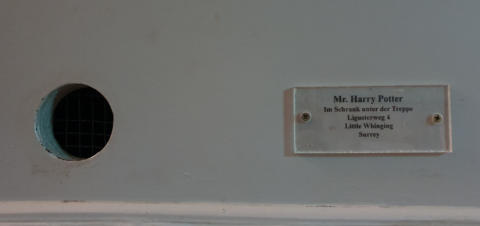 Mr. Harry Potter
Im Schrank unter der Treppe
Ligusterweg 4
Little Whinging
Surrey